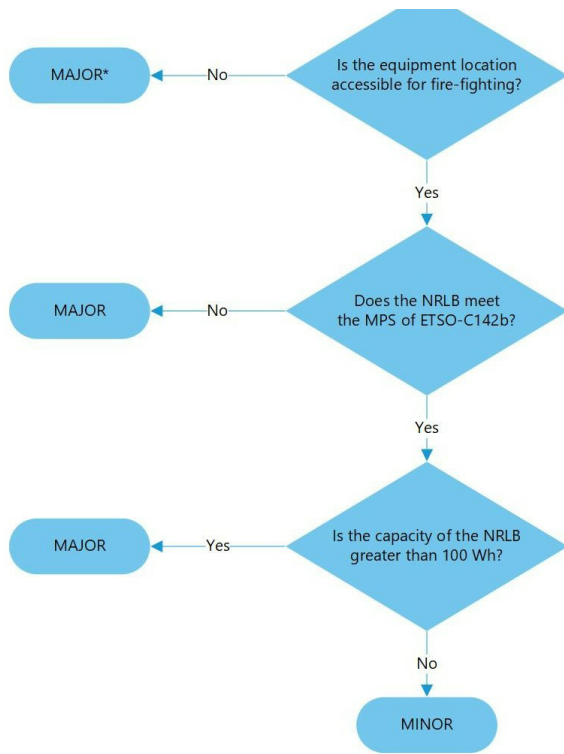 Is the equipment location
accessible for fire-fighting?
MAJOR*
No
Yes
Does the NRLB meet
the MPS of ETSO-C142b?
MAJOR
No
Yes
Is the capacity of the NRLB
greater than 100 Wh?
MAJOR
Yes
No
MINOR